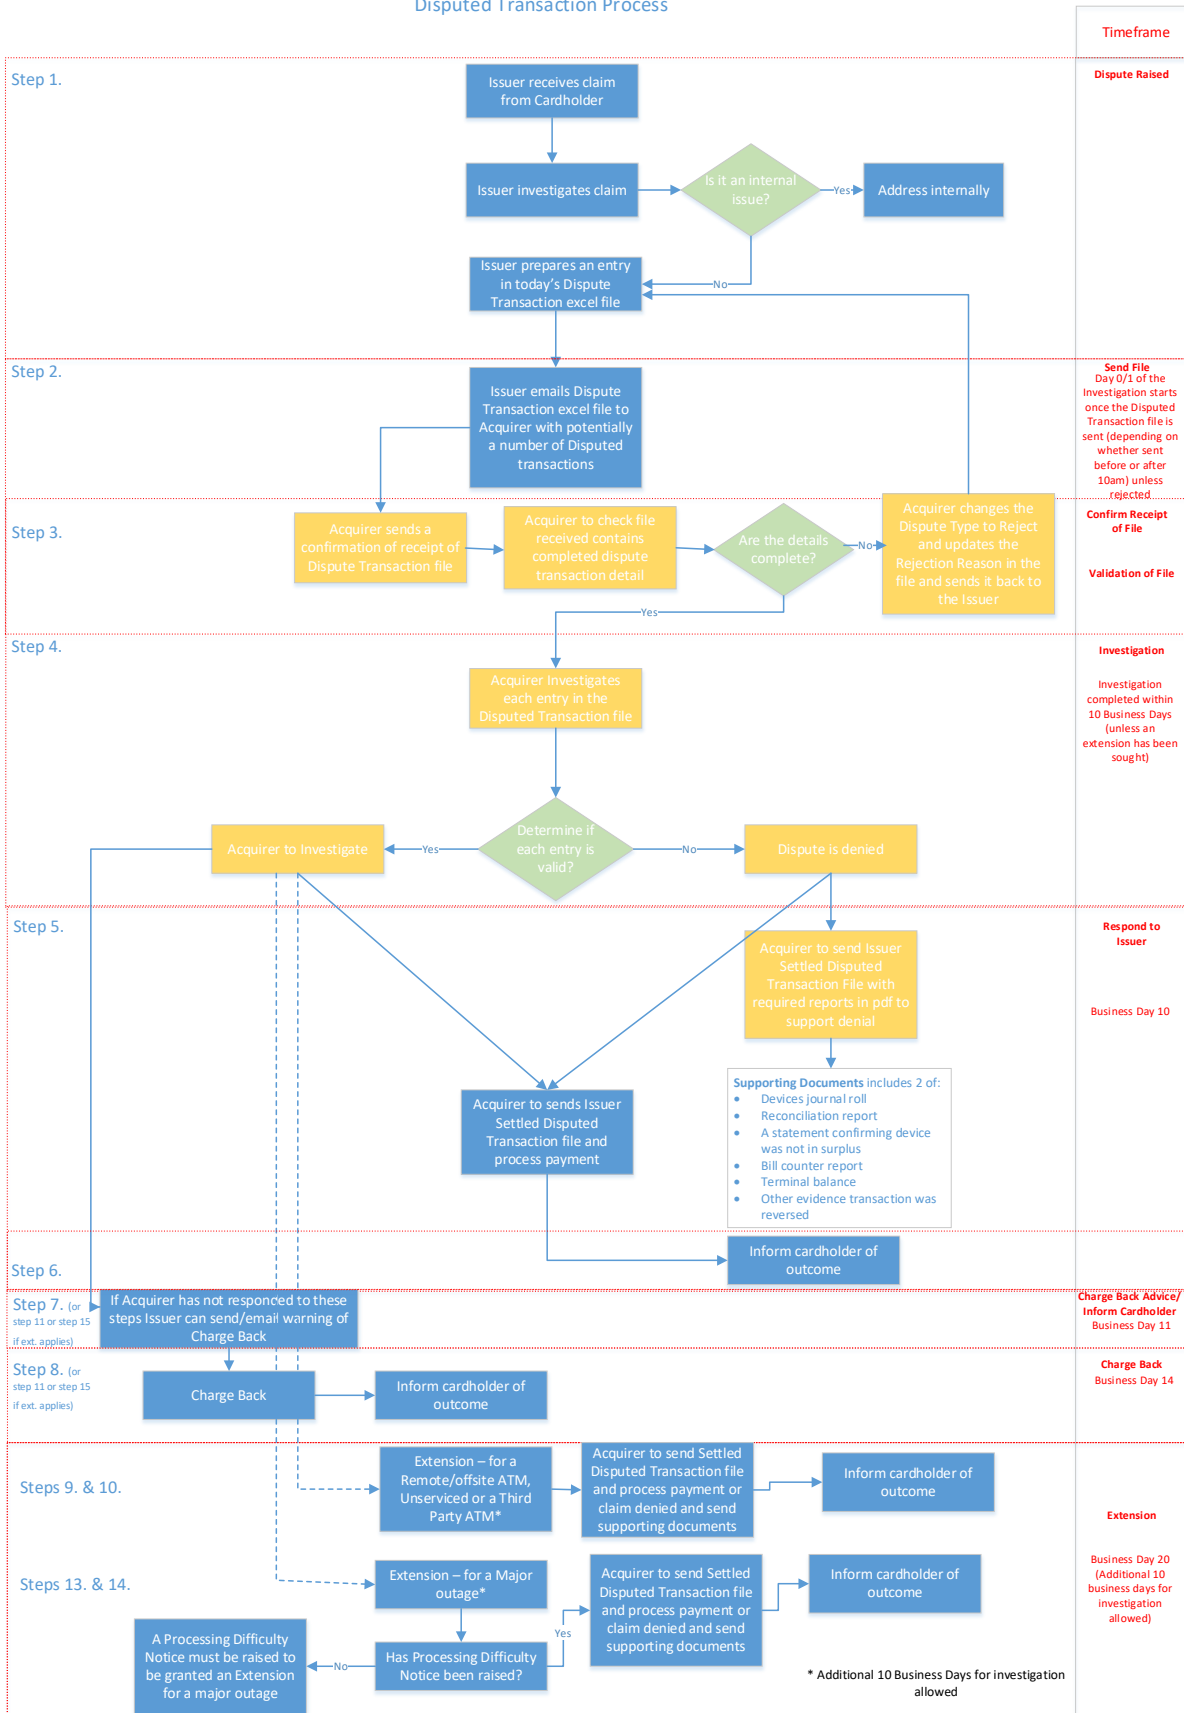 Disputed Transaction Process
Timeframe
Step 1.
Dispute Raised
Issuer receives claim
from Cardholder
Issuer investigates claim
Is it an internal
issue?
Yes
Address internally
No
Issuer prepares an entry
in today's Dispute
Transaction excel file
Step 2.
Issuer emails Dispute
Transaction excel file to
Acquirer with potentially
a number of Disputed
transactions
Send File
Day 0/1 of the
Investigation starts
once the Disputed
Transaction file is
sent (depending on
whether sent
before or after
10am) unless
rejected
Step 3.
Acquirer sends a
confirmation of receipt of
Dispute Transaction file
Acquirer to check file
received contains
completed dispute
transaction detail
Are the details
complete?
No
Acquirer changes the
Dispute Type to Reject
and updates the
Rejection Reason in the
file and sends it back to
the Issuer
Confirm Receipt
of File
Validation of File
Yes
Step 4.
Acquirer Investigates
each entry in the
Disputed Transaction file
Investigation
Investigation
completed within
10 Business Days
(unless an
extension has been
sought)
Acquirer to Investigate
Yes
Determine if
each entry is
valid?
No
Dispute is denied
Step 5.
Respond to
Issuer
Business Day 10
Acquirer to send Issuer
Settled Disputed
Transaction File with
required reports in pdf to
support denial
Supporting Documents includes 2 of:
• Devices journal roll
• Reconciliation report
• A statement confirming device
was not in surplus
• Bill counter report
• Terminal balance
• Other evidence transaction was
reversed
Acquirer to sends Issuer
Settled Disputed
Transaction file and
process payment
Step 6.
Inform cardholder of
outcome
Step 7. (or
step 11 or step 15
if ext. applies)
If Acquirer has not responded to these
steps Issuer can send/email warning of
Charge Back
Charge Back Advice/
Inform Cardholder
Business Day 11
Step 8. (or
step 11 or step 15
if ext. applies)
Charge Back
Inform cardholder of
outcome
Charge Back
Business Day 14
Steps 9. & 10.
Extension – for a
Remote/offsite ATM,
Unserviced or a Third
Party ATM*
Acquirer to send Settled
Disputed Transaction file
and process payment or
claim denied and send
supporting documents
Inform cardholder of
outcome
Extension
Business Day 20
(Additional 10
business days for
investigation
allowed)
Steps 13. & 14.
Extension – for a Major
outage*
Acquirer to send Settled
Disputed Transaction file
and process payment or
claim denied and send
supporting documents
Inform cardholder of
outcome
Yes
A Processing Difficulty
Notice must be raised to
be granted an Extension
for a major outage
No
Has Processing Difficulty
Notice been raised?
* Additional 10 Business Days for investigation
allowed